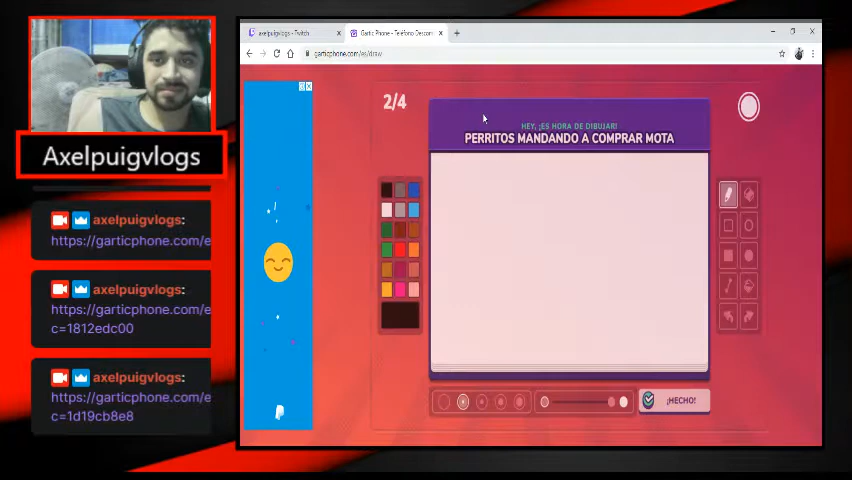 axelpuigvlogs - Twitch
Gartic Phone - Teléfono Descon
garticphone.com/es/draw
2/4
HEY, ¡ES HORA DE DIBUJAR!
PERRITOS MANDANDO A COMPRAR MOTA
Axelpuigvlogs
axelpuigvlogs:
https://garticphone.com/e
axelpuigvlogs:
https://garticphone.com/e
c=1812edc00
axelpuigvlogs:
https://garticphone.com/e
c=1d19cb8e8
¡HECHO!